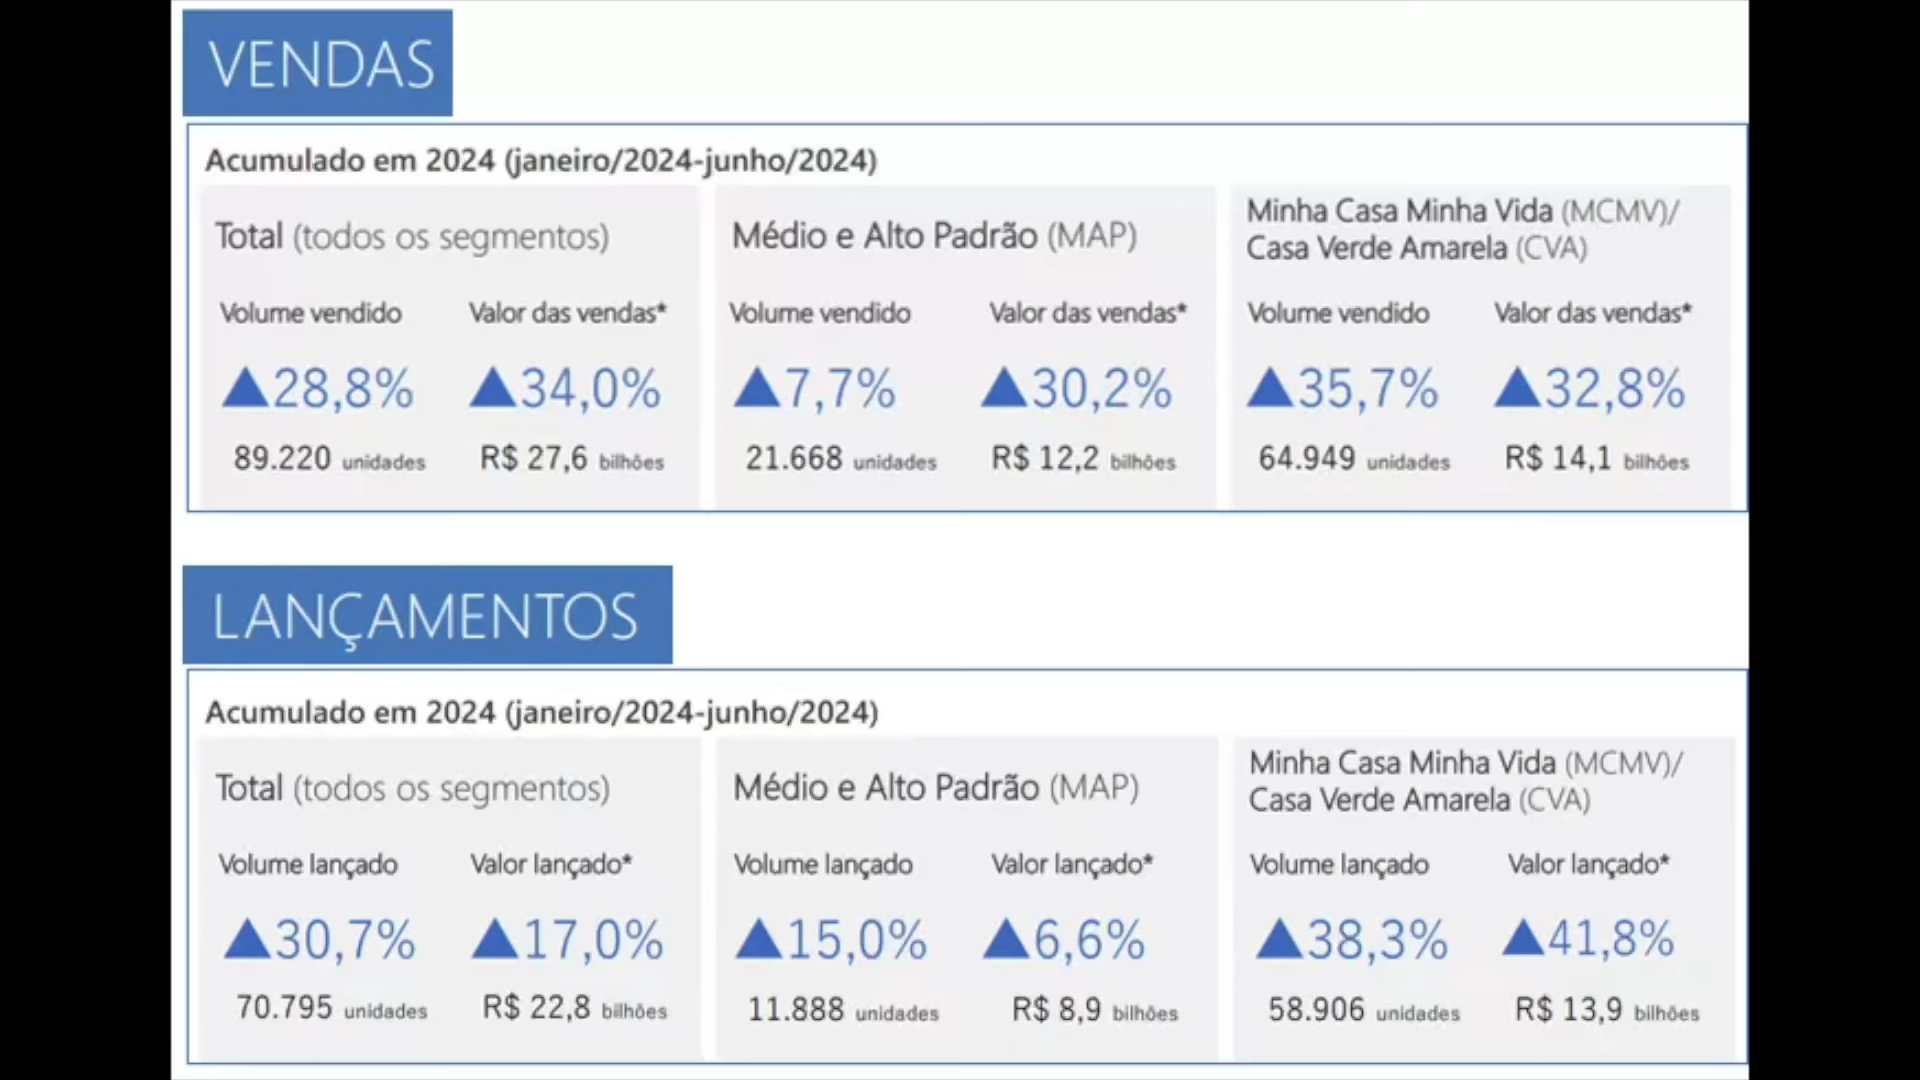 VENDAS
Acumulado em 2024 (janeiro/2024-junho/2024)
Total (todos os segmentos)
Volume vendido Valor das vendas*
▲28,8% ▲34,0%
89.220 unidades R$ 27,6 bilhões
Médio e Alto Padrão (MAP)
Volume vendido Valor das vendas*
▲7,7% ▲30,2%
21.668 unidades R$ 12,2 bilhões
Minha Casa Minha Vida (MCMV)/
Casa Verde Amarela (CVA)
Volume vendido Valor das vendas*
▲35,7% ▲32,8%
64.949 unidades R$ 14,1 bilhões
LANÇAMENTOS
Acumulado em 2024 (janeiro/2024-junho/2024)
Total (todos os segmentos)
Volume lançado Valor lançado*
▲30,7% ▲17,0%
70.795 unidades R$ 22,8 bilhões
Médio e Alto Padrão (MAP)
Volume lançado Valor lançado*
▲15,0% ▲6,6%
11.888 unidades R$ 8,9 bilhões
Minha Casa Minha Vida (MCMV)/
Casa Verde Amarela (CVA)
Volume lançado Valor lançado*
▲38,3% ▲41,8%
58.906 unidades R$ 13,9 bilhões